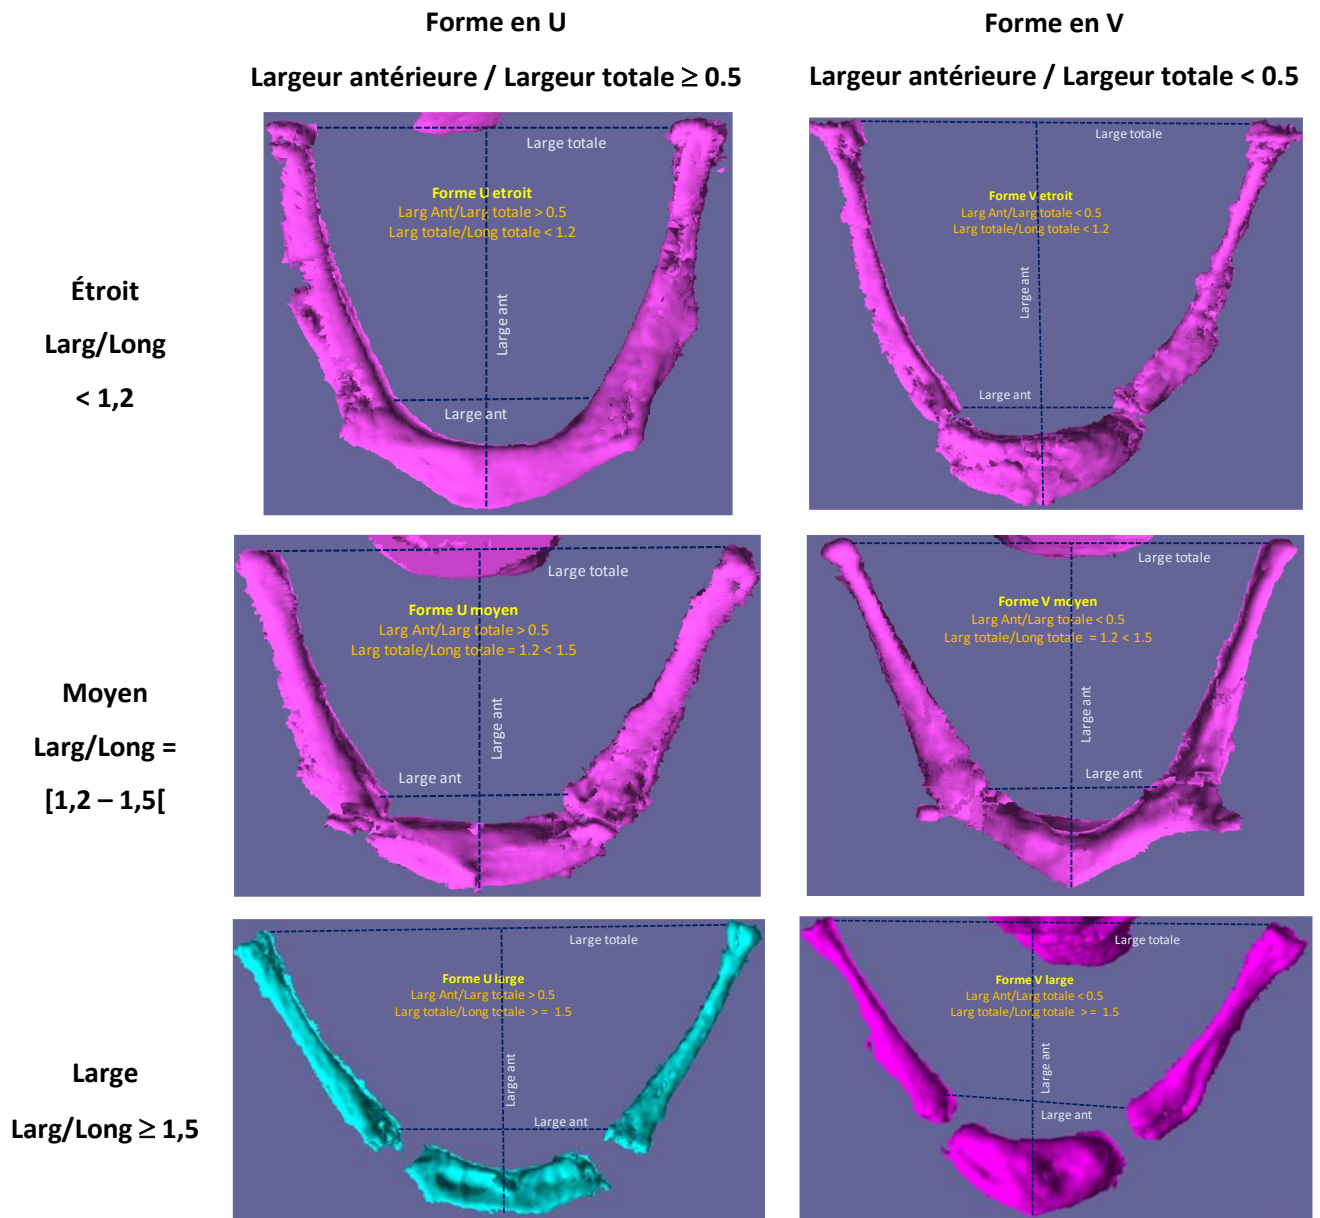 Forme en U
Largeur antérieure / Largeur totale ≥ 0.5
Forme en V
Largeur antérieure / Largeur totale < 0.5
Étroit
Larg/Long
< 1,2
Large totale
Forme U etroit
Larg Ant/Larg totale > 0.5
Larg totale/Long totale < 1.2
Large ant
Large ant
Large totale
Forme V etroit
Larg Ant/Larg totale < 0.5
Larg totale/Long totale < 1.2
Large ant
Large ant
Moyen
Larg/Long =
[1,2 – 1,5[
Large totale
Forme U moyen
Larg Ant/Larg totale > 0.5
Larg totale/Long totale = 1.2 < 1.5
Large ant
Large ant
Large totale
Forme V moyen
Larg Ant/Larg totale < 0.5
Larg totale/Long totale = 1.2 < 1.5
Large ant
Large ant
Large
Larg/Long ≥ 1,5
Large totale
Forme U large
Larg Ant/Larg totale > 0.5
Larg totale/Long totale > = 1.5
Large ant
Large ant
Large totale
Forme V large
Larg Ant/Larg totale < 0.5
Larg totale/Long totale > = 1.5
Large ant
Large ant